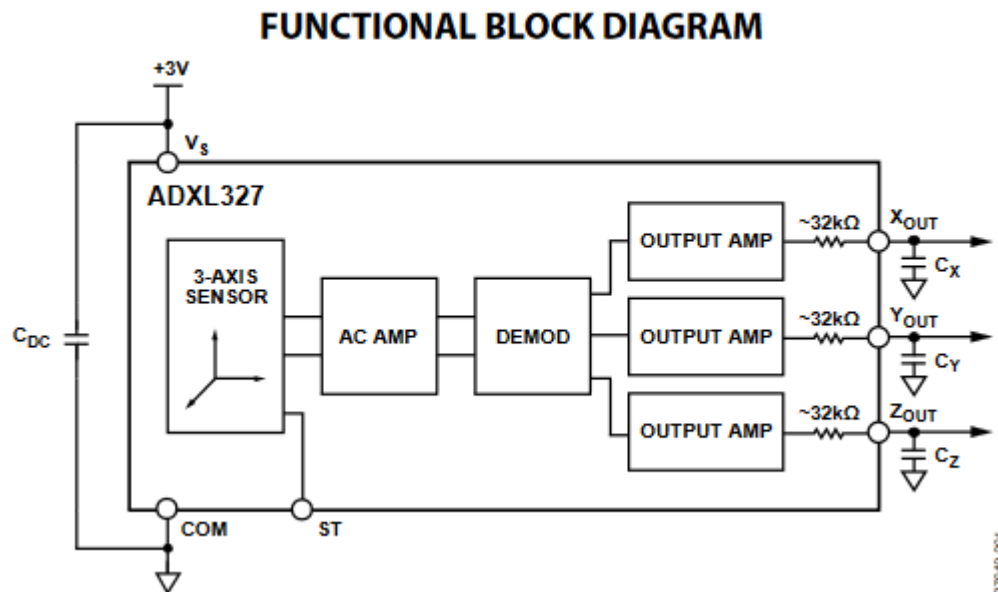 FUNCTIONAL BLOCK DIAGRAM
+3V
VS
ADXL327
3-AXIS
SENSOR
AC AMP
DEMOD
OUTPUT AMP
~32kΩ
XOUT
CX
OUTPUT AMP
~32kΩ
YOUT
CY
OUTPUT AMP
~32kΩ
ZOUT
CZ
CDC
COM
ST